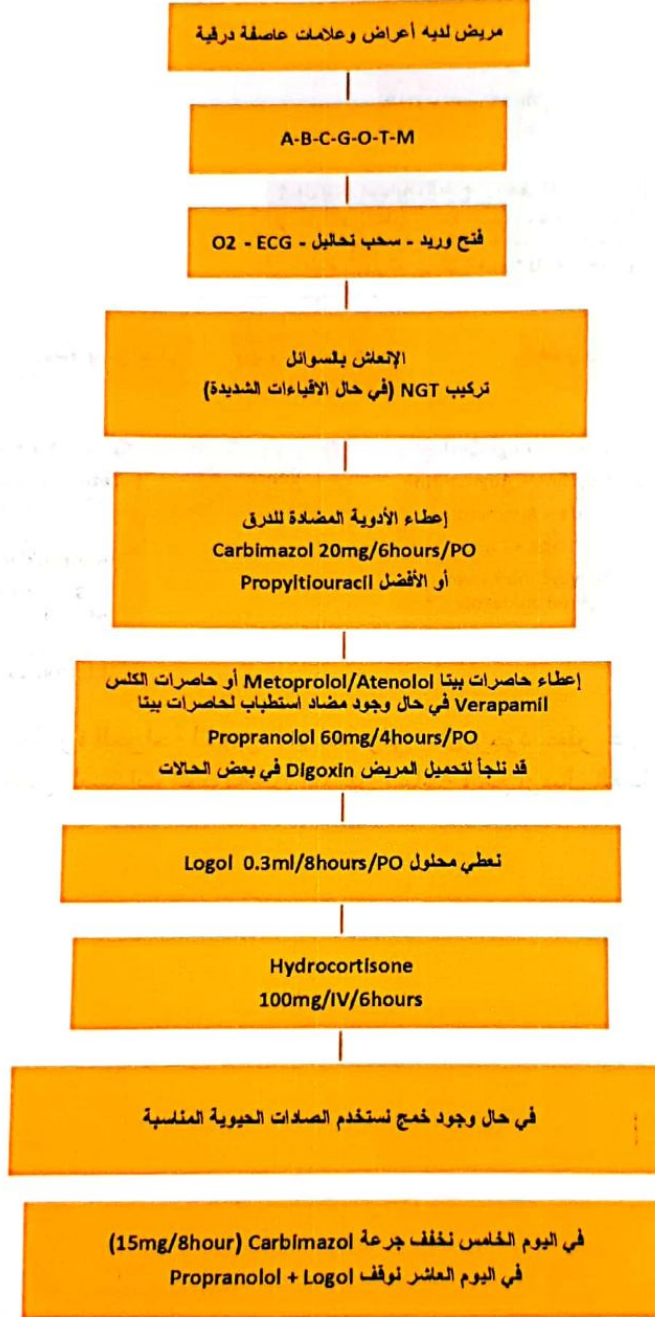 مريض لديه أعراض وعلامات عاصفة درقية
A-B-C-G-O-T-M
فتح وريد - سحب تحاليل - O2 - ECG
الإنعاش بالسوائل
تركيب NGT (في حال الاقياءات الشديدة)
إعطاء الأدوية المضادة للدرق
Carbimazol 20mg/6hours/PO
أو الأفضل Propyltiouracil
إعطاء حاصرات بيتا Metoprolol/Atenolol أو حاصرات الكلس
Verapamil في حال وجود مضاد استطباب لحاصرات بيتا
Propranolol 60mg/4hours/PO
قد نلجأ لتحميل المريض Digoxin في بعض الحالات
نعطي محلول Logol 0.3ml/8hours/PO
Hydrocortisone
100mg/IV/6hours
في حال وجود خمج نستخدم الصادات الحيوية المناسبة
في اليوم الخامس نخفف جرعة Carbimazol (15mg/8hour)
في اليوم العاشر نوقف Propranolol + Logol